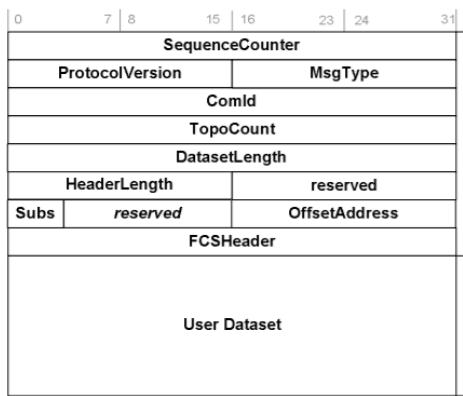 0 7 8 15 16 23 24 31
SequenceCounter
ProtocolVersion MsgType
ComId
TopoCount
DatasetLength
HeaderLength reserved
Subs reserved OffsetAddress
FCSHeader
User Dataset